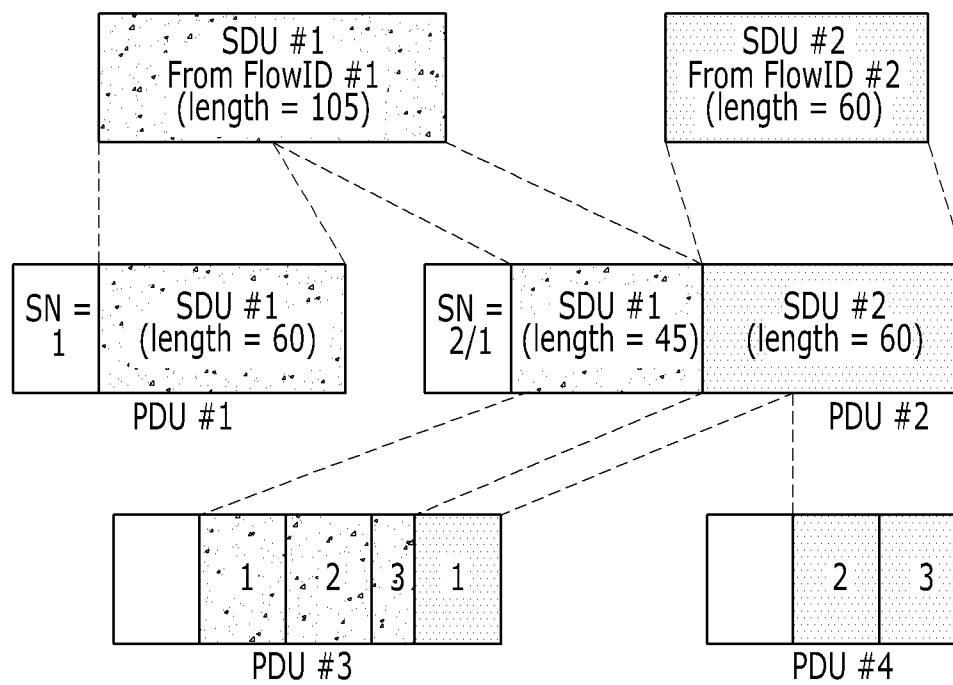 SDU #1
From FlowID #1
(length = 105)
SDU #2
From FlowID #2
(length = 60)
SN =
1
SDU #1
(length = 60)
PDU #1
SN =
2/1
SDU #1
(length = 45)
SDU #2
(length = 60)
PDU #2
1
2
3
1
PDU #3
2
3
PDU #4